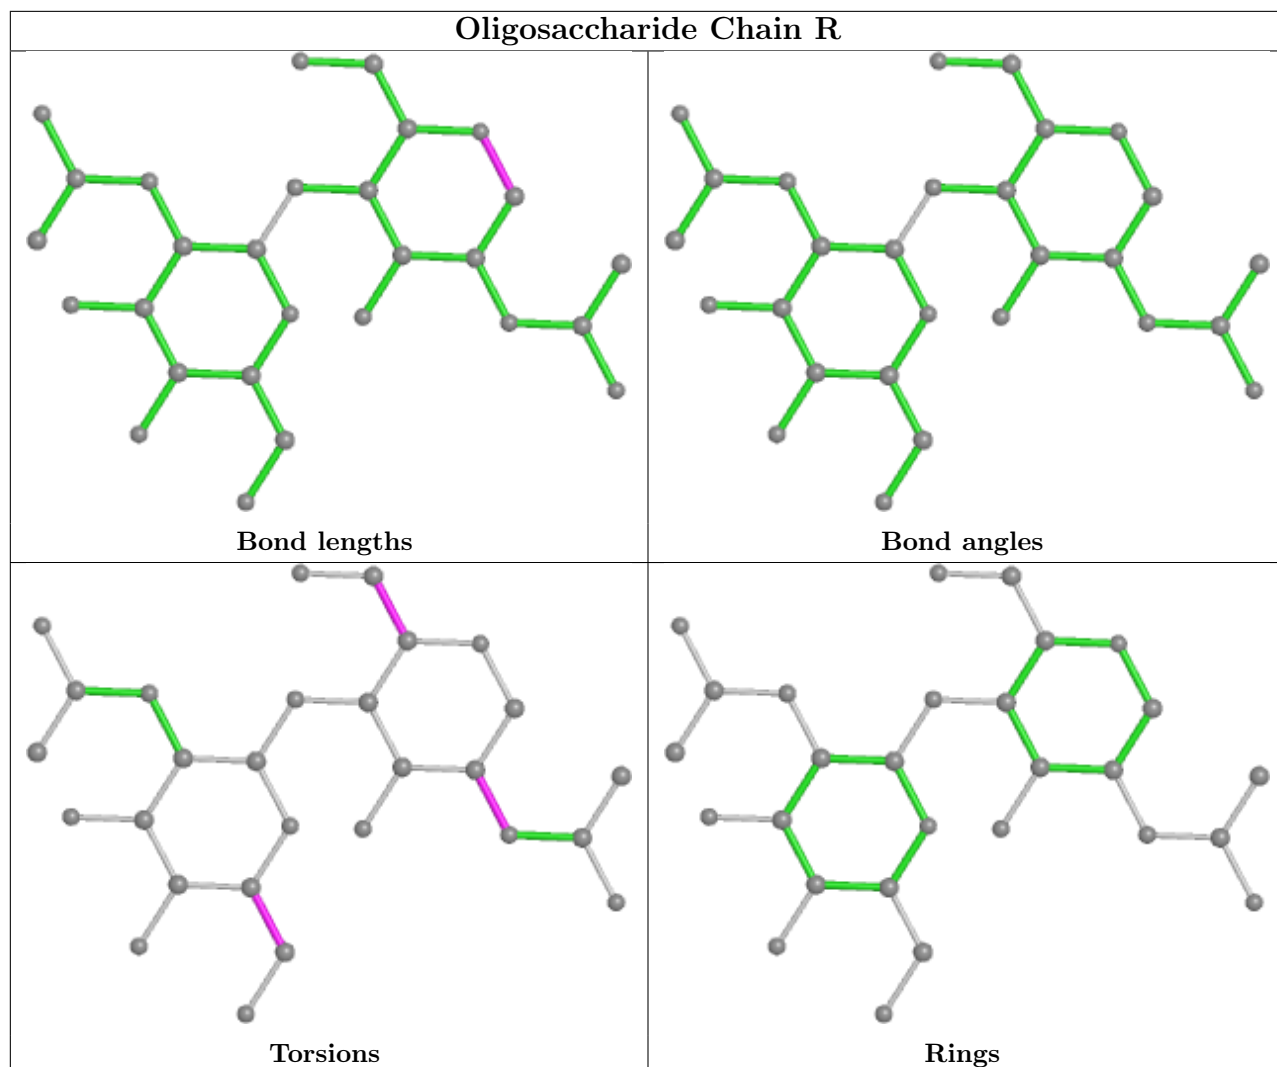 Oligosaccharide Chain R
Bond lengths
Bond angles
Torsions
Rings